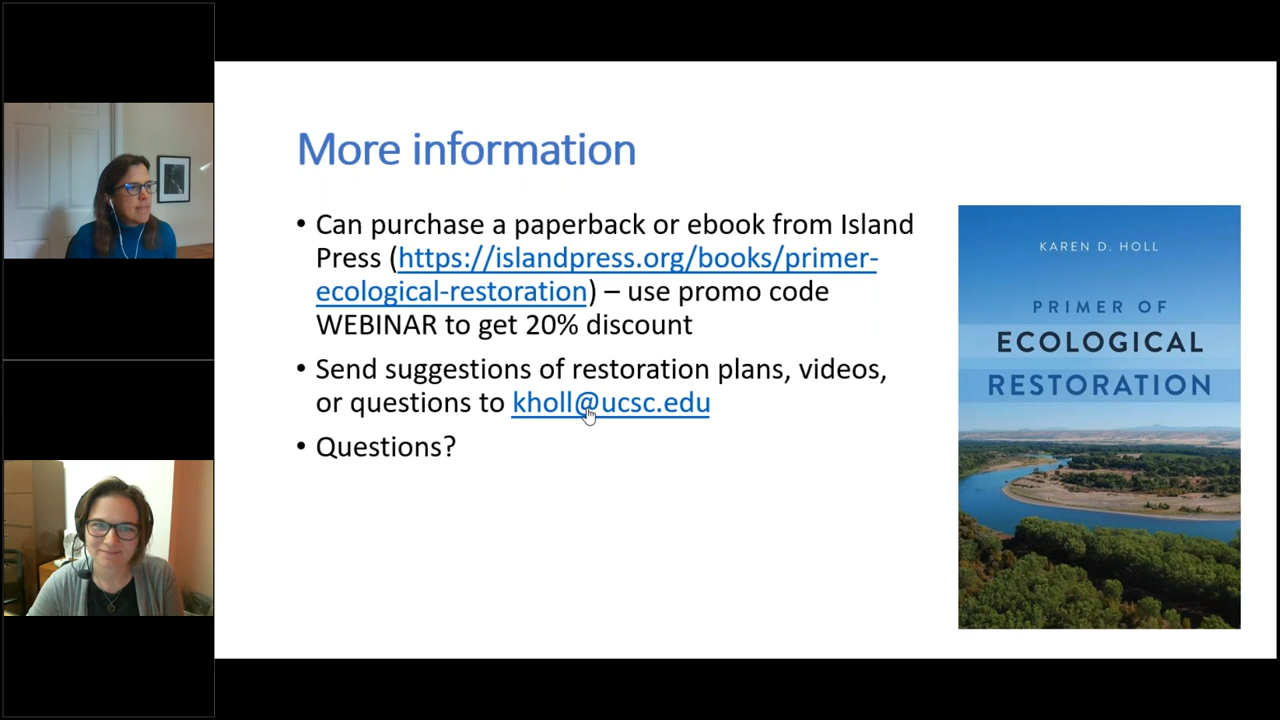 More information
• Can purchase a paperback or ebook from Island
Press (https://islandpress.org/books/primer-
ecological-restoration) – use promo code
WEBINAR to get 20% discount
• Send suggestions of restoration plans, videos,
or questions to kholl@ucsc.edu
• Questions?
KAREN D. HOLL
PRIMER OF
ECOLOGICAL
RESTORATION